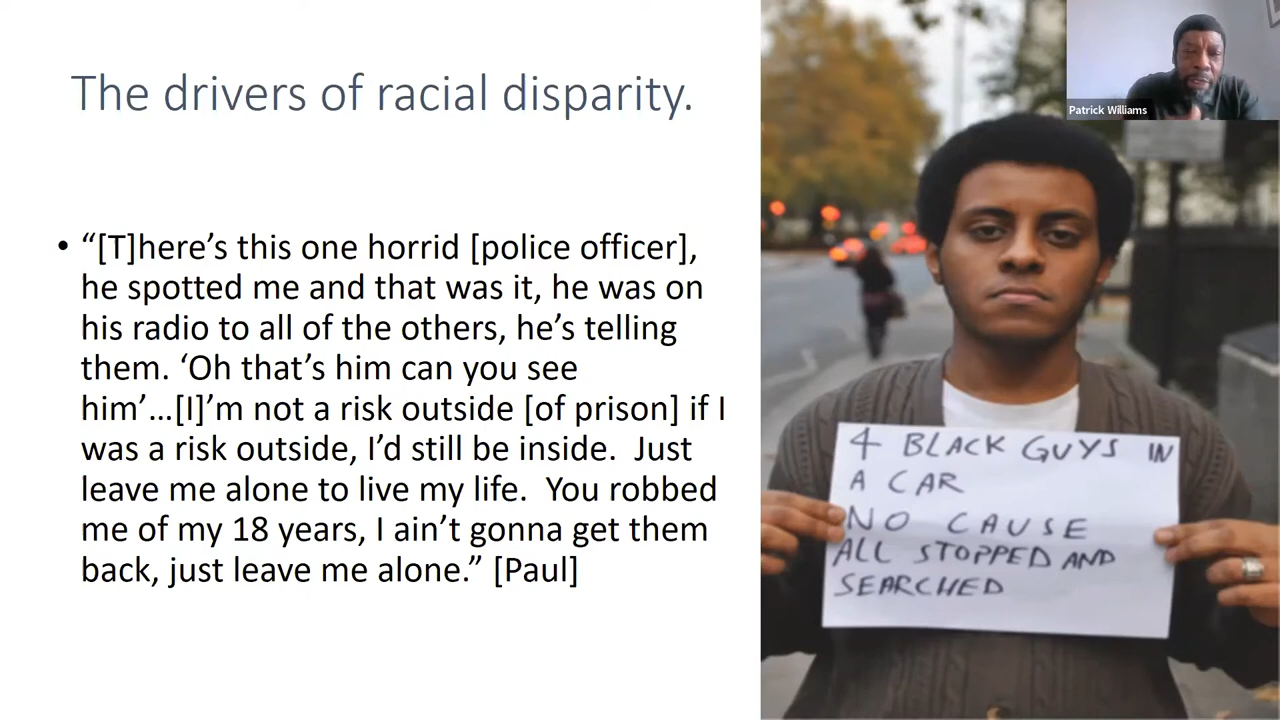 The drivers of racial disparity.
Patrick Williams
• “[T]here’s this one horrid [police officer],
he spotted me and that was it, he was on
his radio to all of the others, he’s telling
them. ‘Oh that’s him can you see
him’…[I]’m not a risk outside [of prison] if I
was a risk outside, I’d still be inside.  Just
leave me alone to live my life.  You robbed
me of my 18 years, I ain’t gonna get them
back, just leave me alone.” [Paul]
4 BLACK GUYS IN
A CAR
NO CAUSE
ALL STOPPED AND
SEARCHED